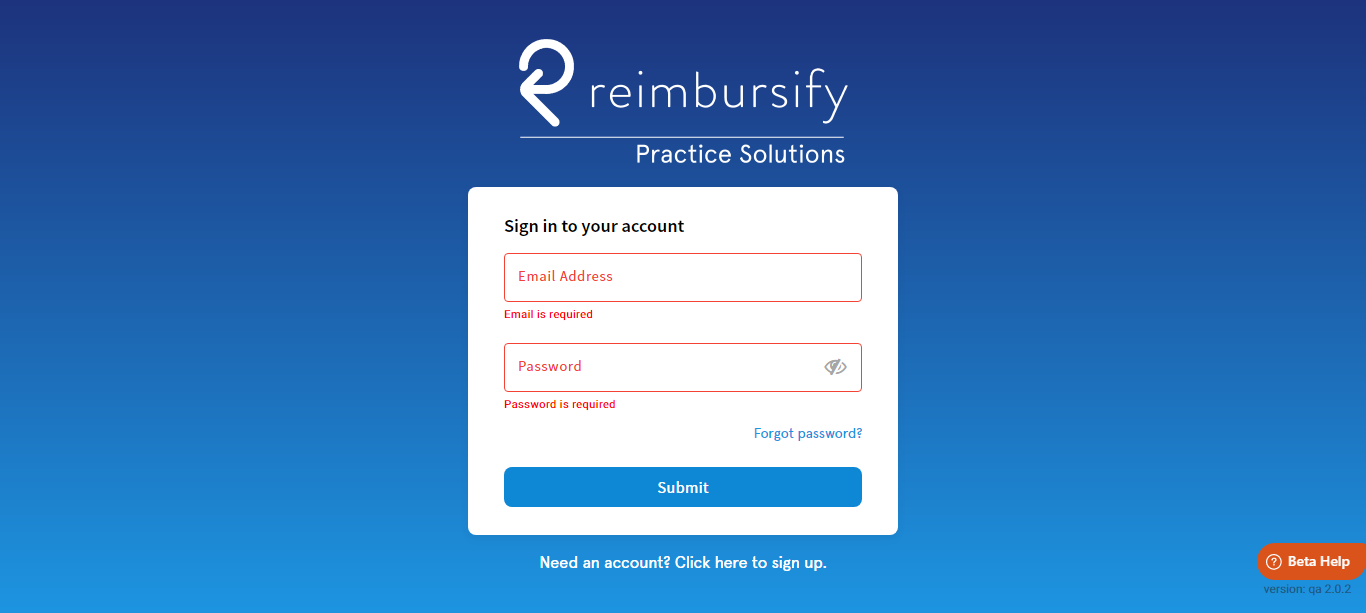 reimbursify
Practice Solutions
Sign in to your account
Email Address
Email is required
Password
Password is required
Forgot password?
Submit
Need an account? Click here to sign up.
? Beta Help
version: qa 2.0.2